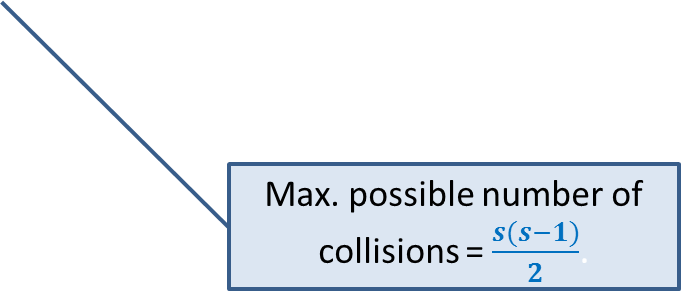 Max. possible number of
collisions = s(s−1)/2.